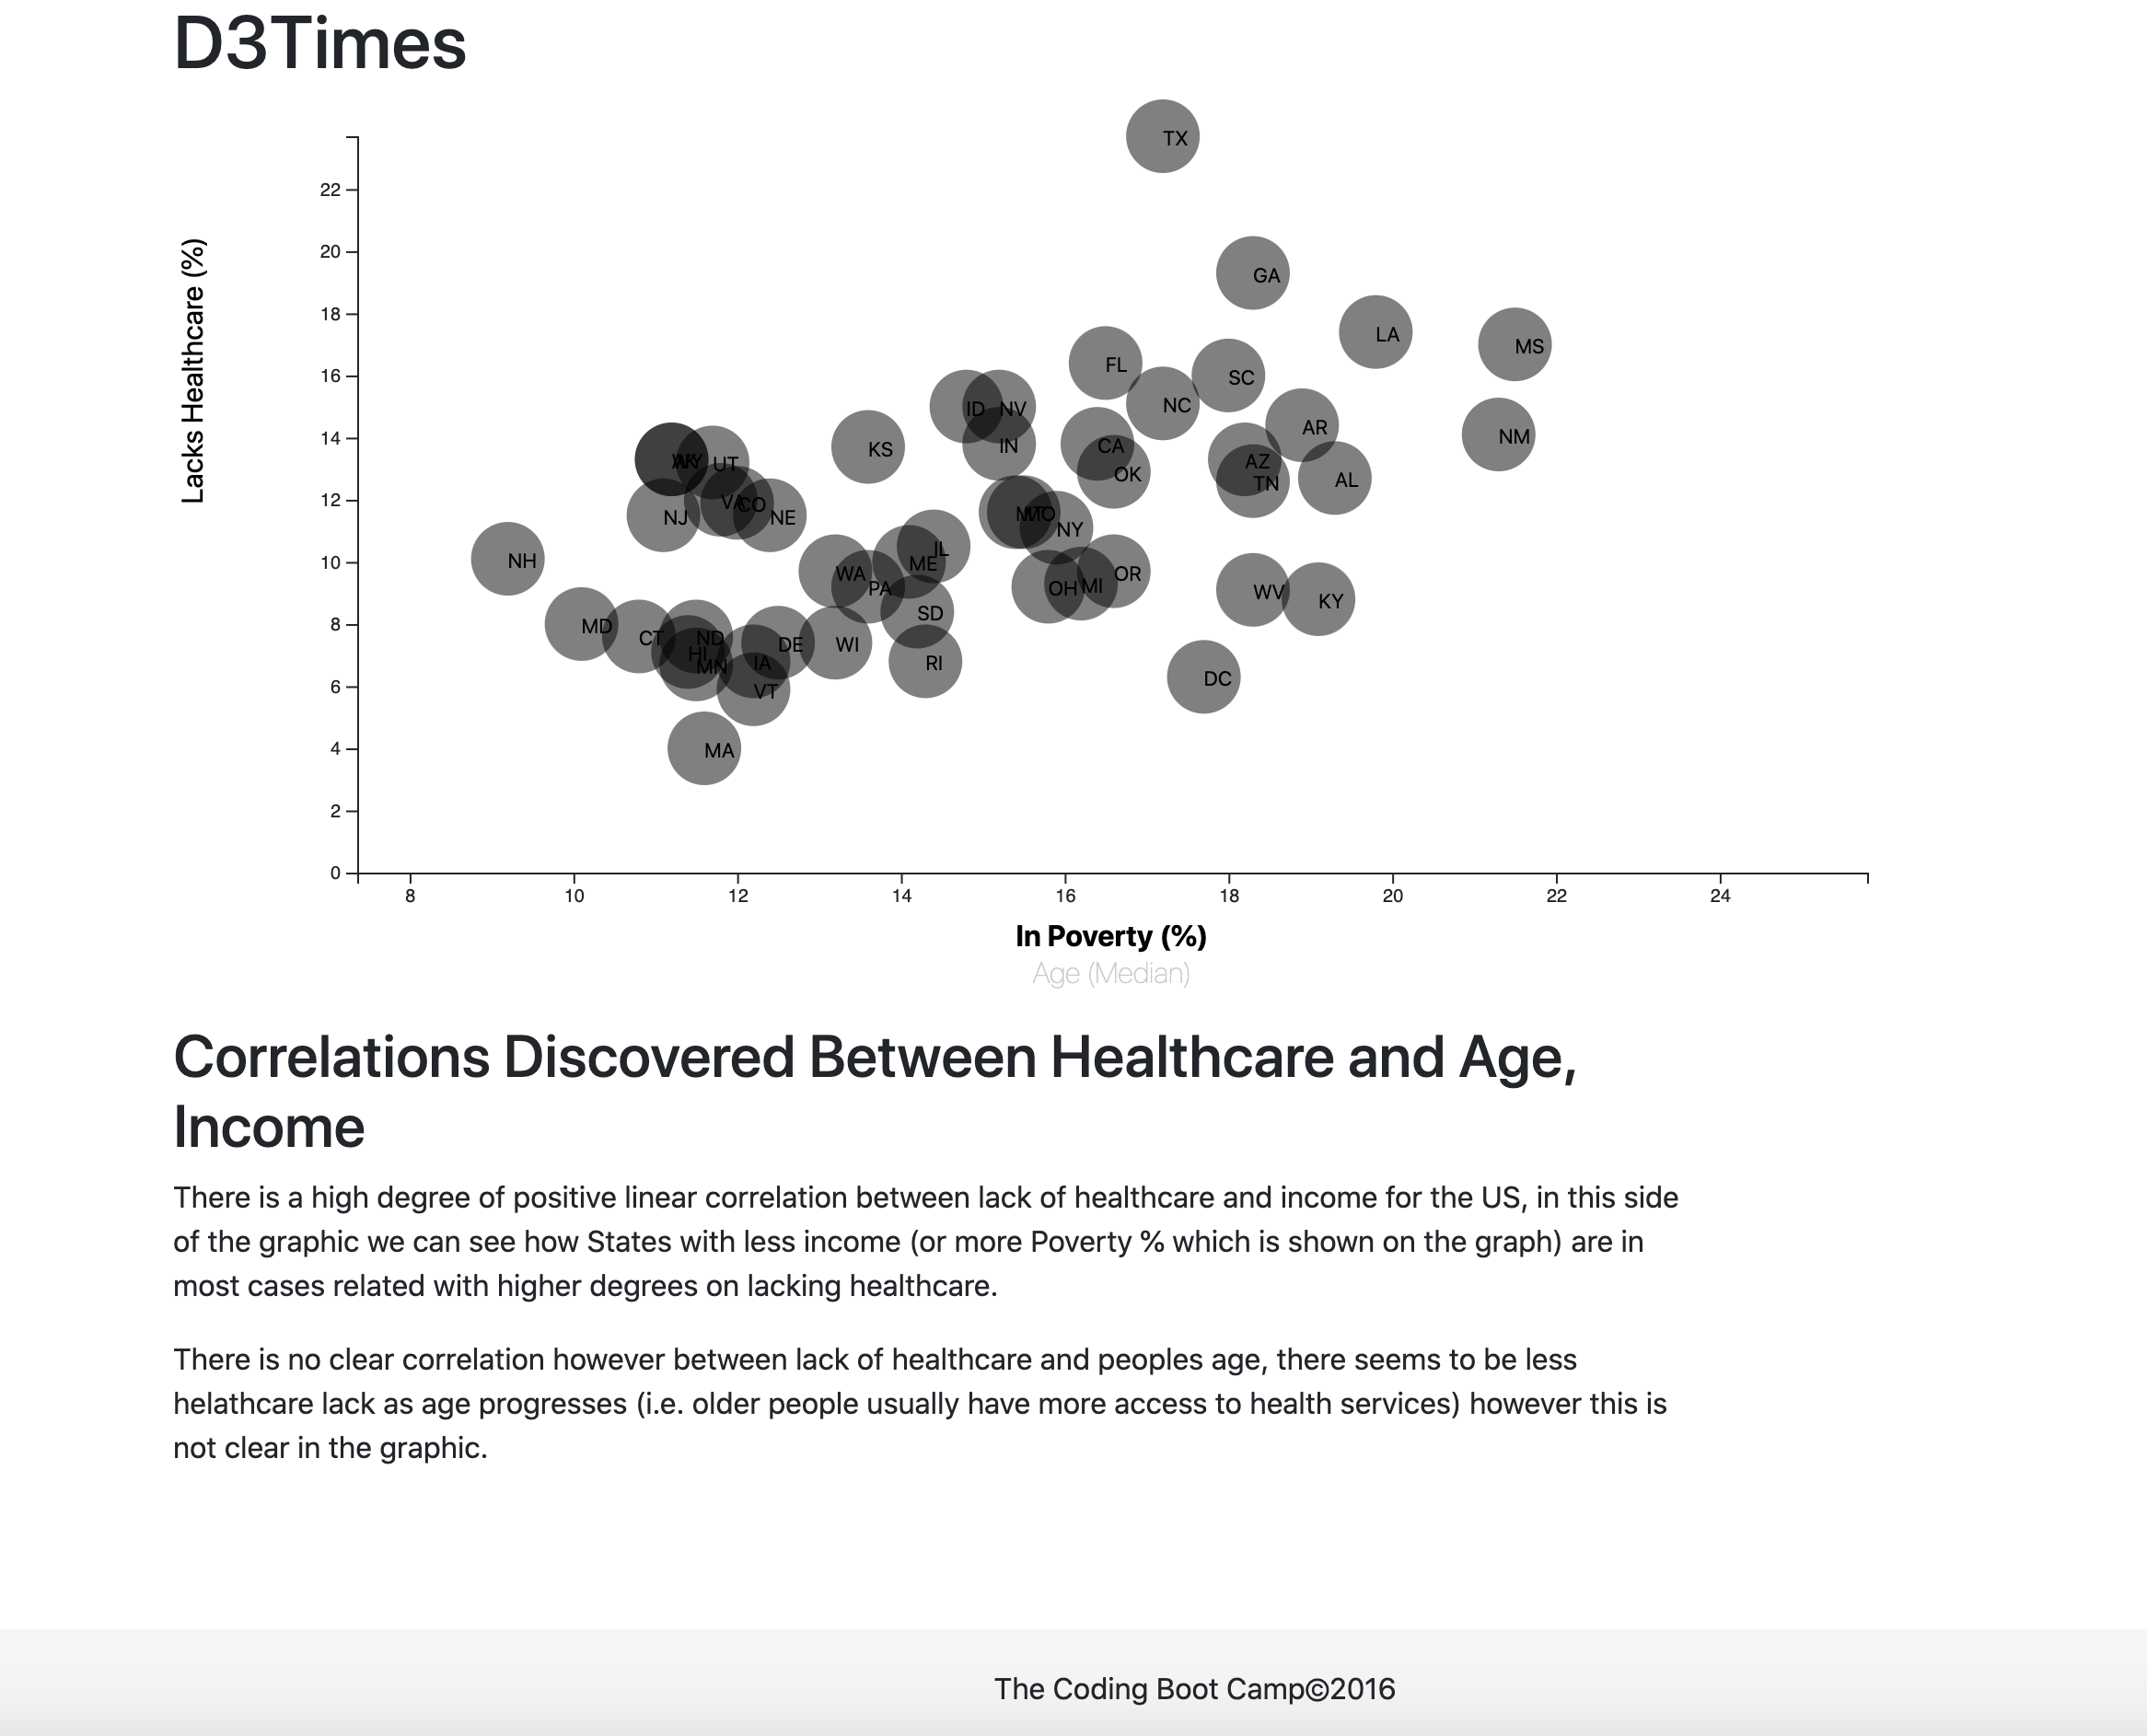 D3Times
TX
22
20
GA
18
LA
MS
FL
16
SC
ID
NV
NC
AR
NM
14
KS
IN
CA
UT
AZ
OK
TN
AL
12
VA
CO
NJ
NE
NY
NH
10
IL
ME
WA
PA
OH
MI
OR
WV
KY
8
MD
CT
ND
SD
HI
DE
WI
MN
IA
RI
6
VT
DC
4
MA
2
0
Lacks Healthcare (%)
8 10 12 14 16 18 20 22 24
In Poverty (%)
Age (Median)
Correlations Discovered Between Healthcare and Age,
Income
There is a high degree of positive linear correlation between lack of healthcare and income for the US, in this side
of the graphic we can see how States with less income (or more Poverty % which is shown on the graph) are in
most cases related with higher degrees on lacking healthcare.
There is no clear correlation however between lack of healthcare and peoples age, there seems to be less
helathcare lack as age progresses (i.e. older people usually have more access to health services) however this is
not clear in the graphic.
The Coding Boot Camp©2016